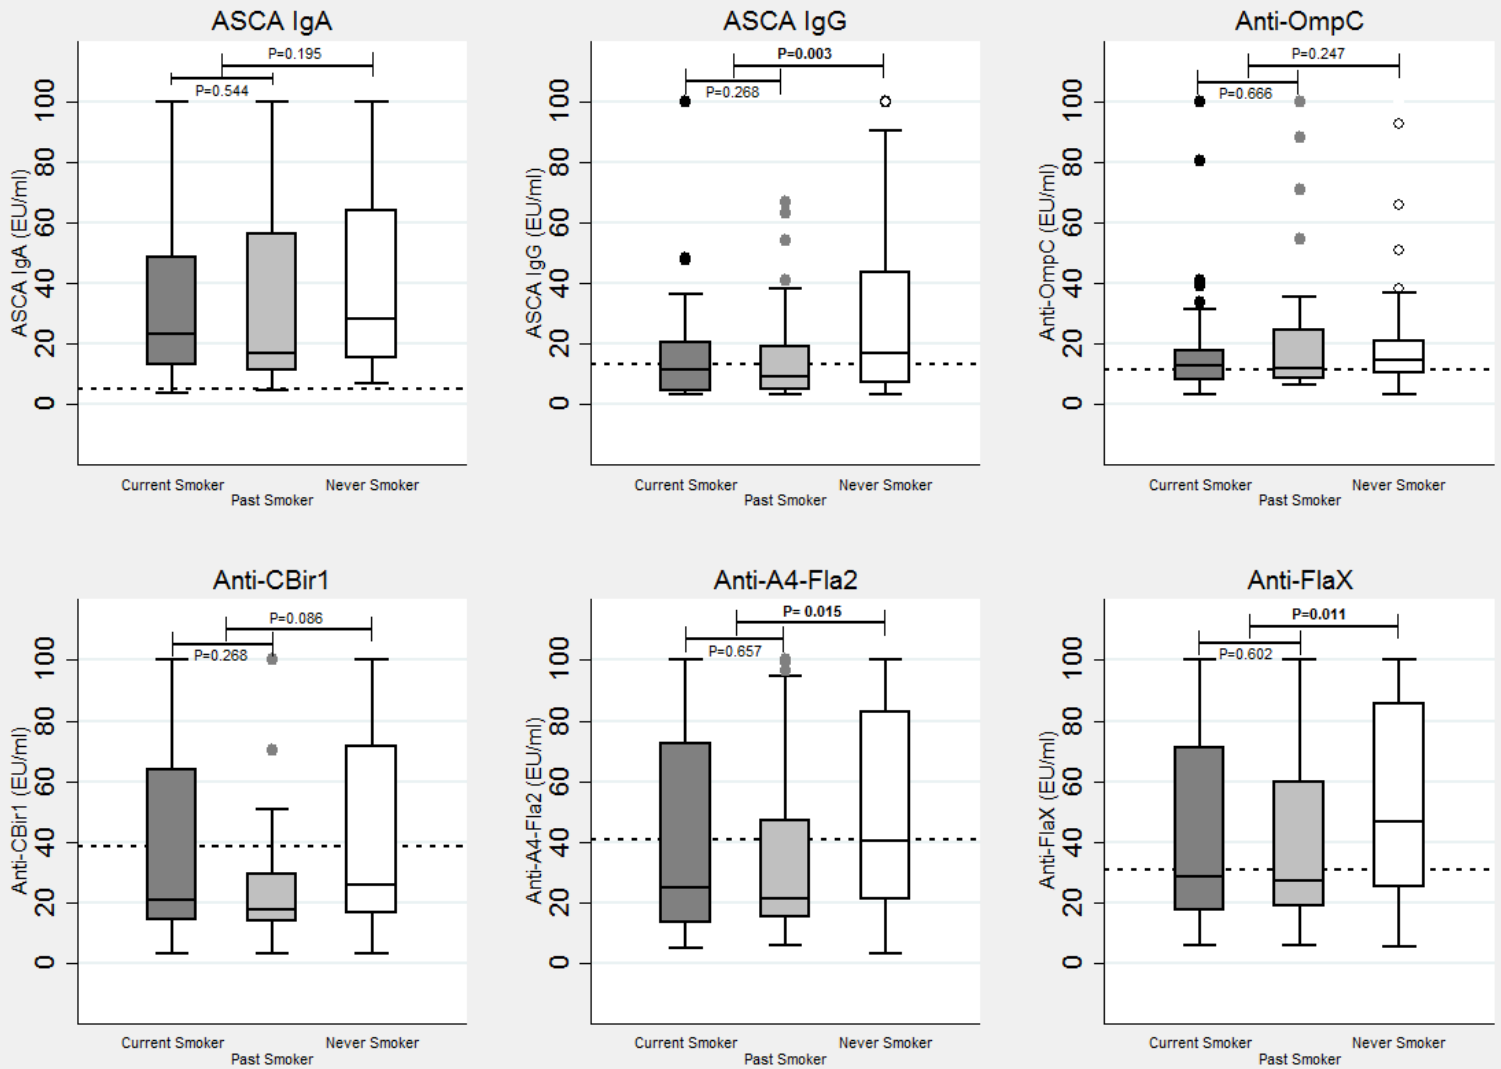 ASCA IgA
P=0.195
P=0.544
ASCA IgA (EU/ml)
100
80
60
40
20
0
Current Smoker
Past Smoker
Never Smoker
ASCA IgG
P=0.003
P=0.268
ASCA IgG (EU/ml)
100
80
60
40
20
0
Current Smoker
Past Smoker
Never Smoker
Anti-OmpC
P=0.247
P=0.666
Anti-OmpC (EU/ml)
100
80
60
40
20
0
Current Smoker
Past Smoker
Never Smoker
Anti-CBir1
P=0.086
P=0.268
Anti-CBir1 (EU/ml)
100
80
60
40
20
0
Current Smoker
Past Smoker
Never Smoker
Anti-A4-Fla2
P= 0.015
P=0.657
Anti-A4-Fla2 (EU/ml)
100
80
60
40
20
0
Current Smoker
Past Smoker
Never Smoker
Anti-FlaX
P=0.011
P=0.602
Anti-FlaX (EU/ml)
100
80
60
40
20
0
Current Smoker
Past Smoker
Never Smoker